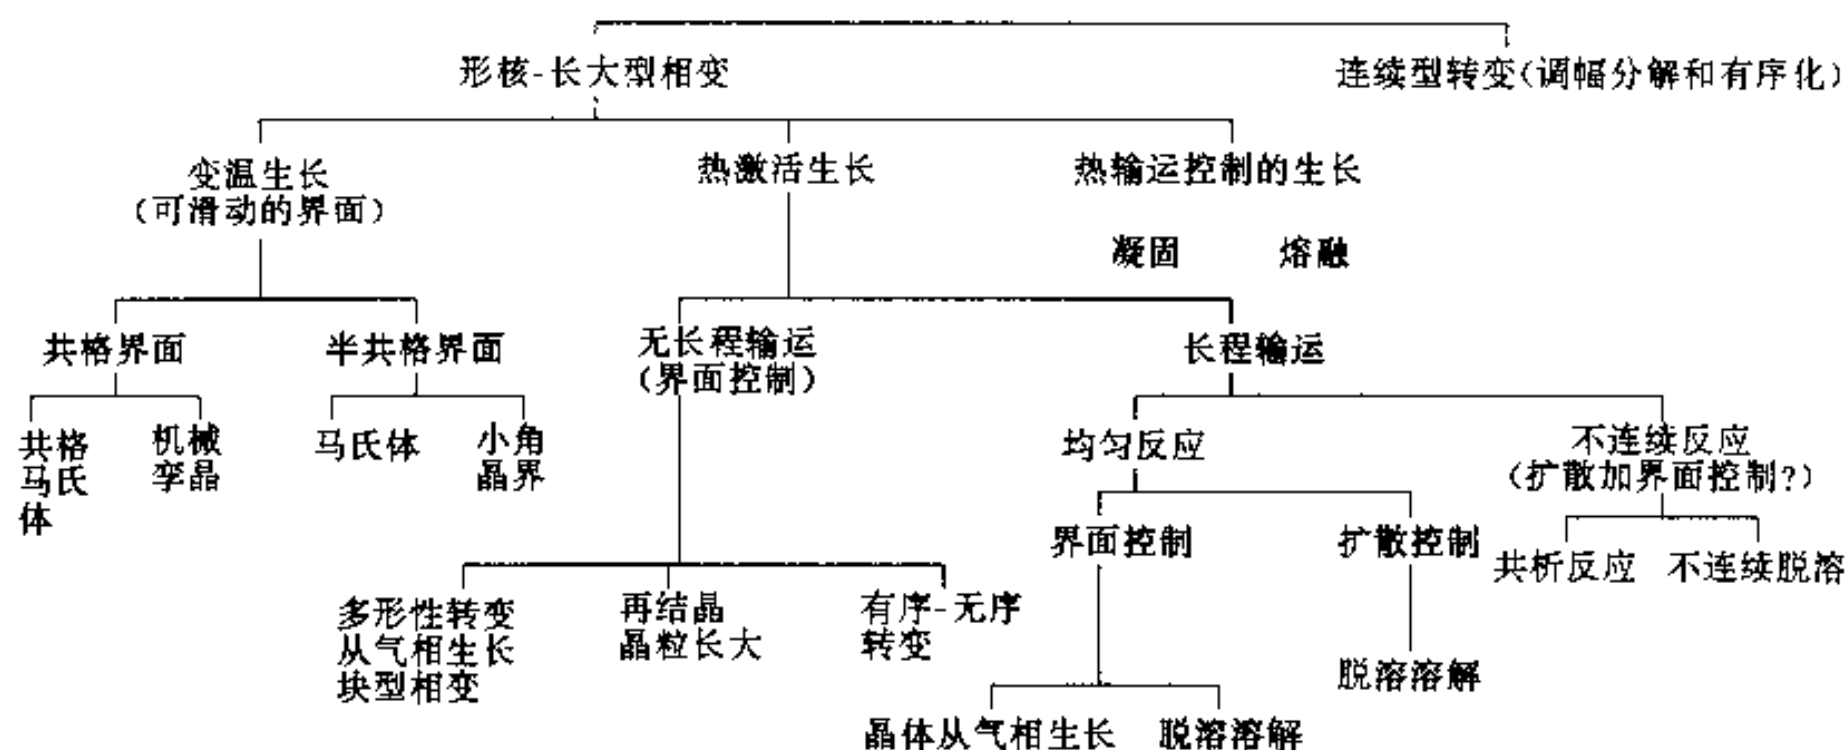 形核-长大型相变
连续型转变(调幅分解和有序化)
变温生长
(可滑动的界面)
热激活生长
热输运控制的生长
凝固
熔融
共格界面
半共格界面
无长程输运
(界面控制)
长程输运
共格
马氏
体
机械
孪晶
马氏体
小角
晶界
均匀反应
不连续反应
(扩散加界面控制?)
界面控制
扩散控制
共析反应
不连续脱溶
多形性转变
从气相生长
块型相变
再结晶
晶粒长大
有序-无序
转变
脱溶溶解
晶体从气相生长
脱溶溶解